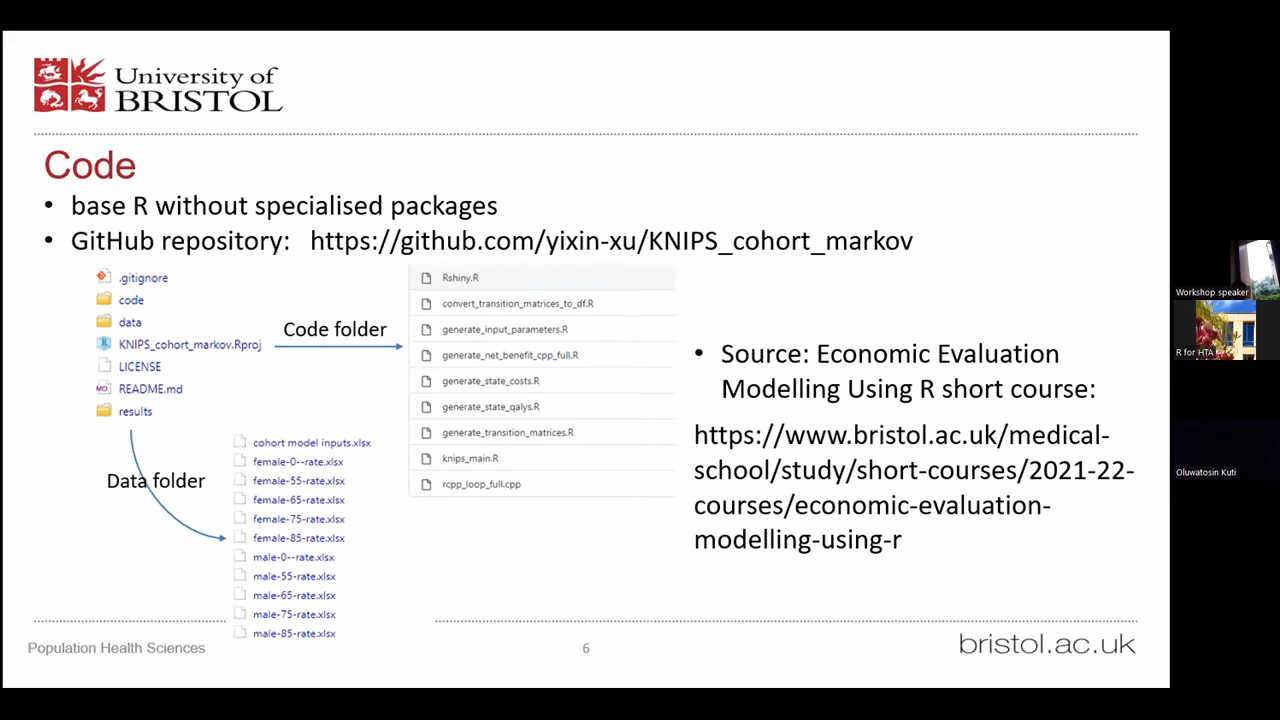 University of
BRISTOL
Code
• base R without specialised packages
• GitHub repository: https://github.com/yixin-xu/KNIPS_cohort_markov
.gitignore
code
data
KNIPS_cohort_markov.Rproj
LICENSE
README.md
results
Code folder
Data folder
Rshiny.R
convert_transition_matrices_to_df.R
generate_input_parameters.R
generate_net_benefit_cpp_full.R
generate_state_costs.R
generate_state_qalys.R
generate_transition_matrices.R
knips_main.R
rcpp_loop_full.cpp
cohort model inputs.xlsx
female-0--rate.xlsx
female-55-rate.xlsx
female-65-rate.xlsx
female-75-rate.xlsx
female-85-rate.xlsx
male-0--rate.xlsx
male-55-rate.xlsx
male-65-rate.xlsx
male-75-rate.xlsx
male-85-rate.xlsx
• Source: Economic Evaluation
Modelling Using R short course:
https://www.bristol.ac.uk/medical-
school/study/short-courses/2021-22-
courses/economic-evaluation-
modelling-using-r
Population Health Sciences
6
bristol.ac.uk
Workshop speaker
R for HTA
Oluwatosin Kuti